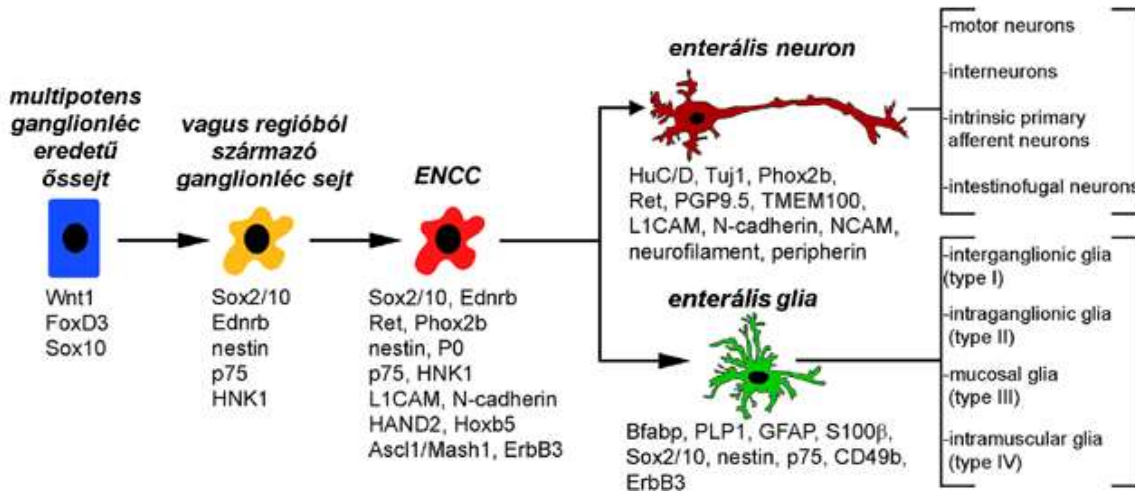 multipotens
ganglionléc
eredetű
őssejt
Wnt1
FoxD3
Sox10
vagus regióból
származó
ganglionléc sejt
Sox2/10
Ednrb
nestin
p75
HNK1
ENCC
Sox2/10, Ednrb
Ret, Phox2b
nestin, P0
p75, HNK1
L1CAM, N-cadherin
HAND2, Hoxb5
Ascl1/Mash1, ErbB3
enterális neuron
HuC/D, Tuj1, Phox2b,
Ret, PGP9.5, TMEM100,
L1CAM, N-cadherin, NCAM,
neurofilament, peripherin
-motor neurons
-interneurons
-intrinsic primary
afferent neurons
-intestinofugal neurons
enterális glia
Bfabp, PLP1, GFAP, S100β,
Sox2/10, nestin, p75, CD49b,
ErbB3
-interganglionic glia
(type I)
-intraganglionic glia
(type II)
-mucosal glia
(type III)
-intramuscular glia
(type IV)